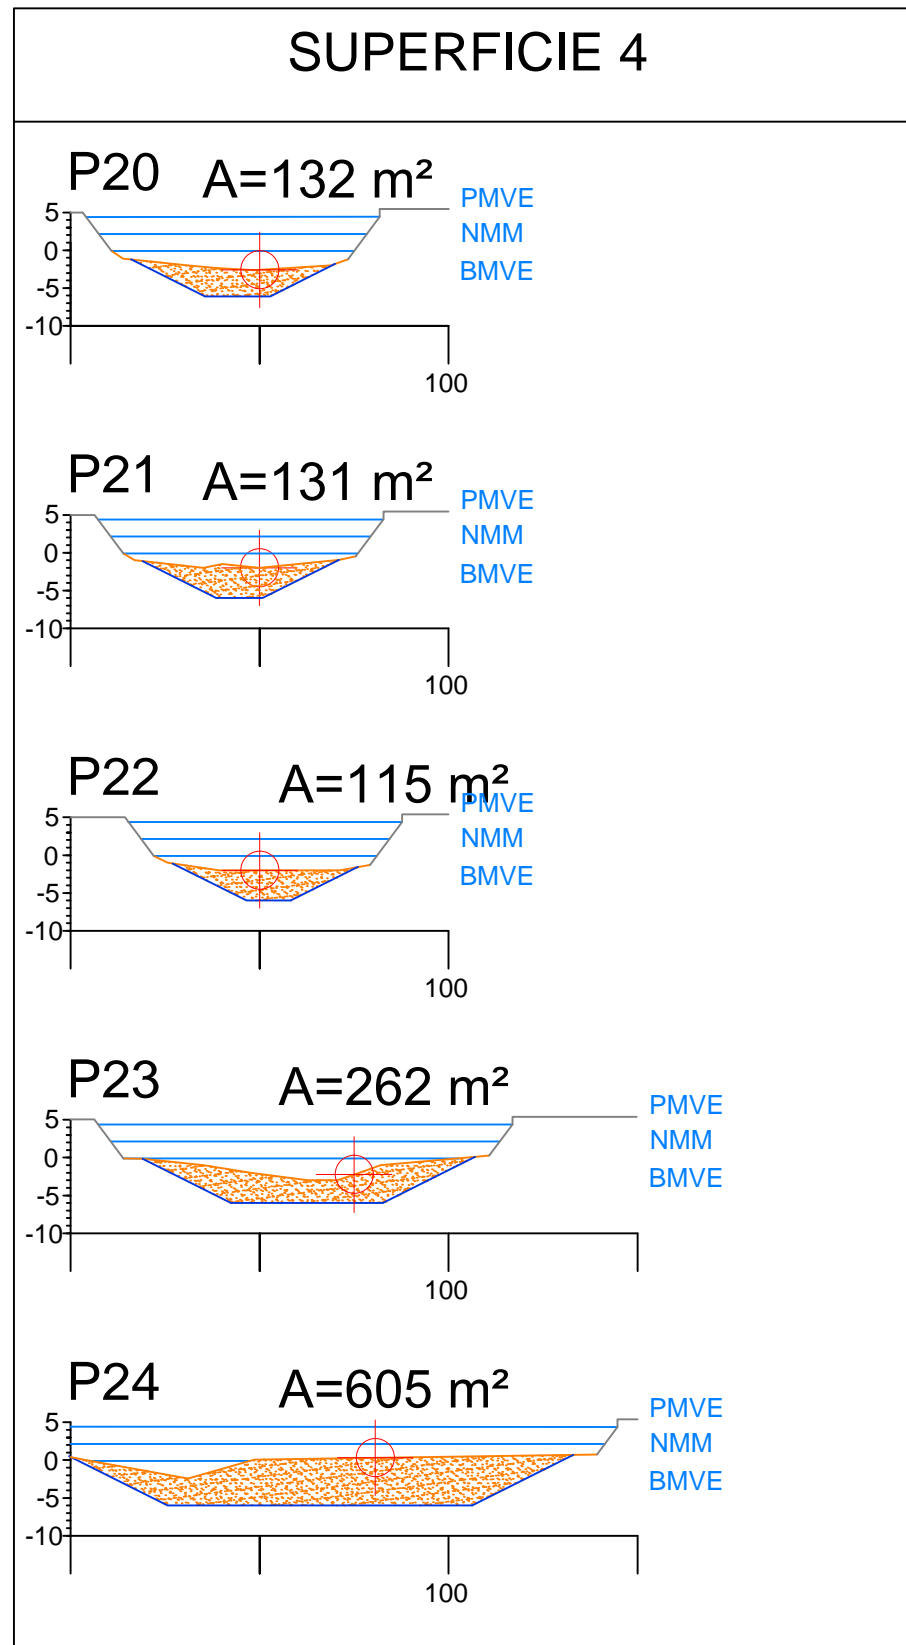 SUPERFICIE 4
P20 A=132 m²
PMVE
5
NMM
0
BMVE
-5
-10
100
P21 A=131 m²
PMVE
5
NMM
0
BMVE
-5
-10
100
P22 A=115 m²
PMVE
5
NMM
0
BMVE
-5
-10
100
P23 A=262 m²
PMVE
5
NMM
0
BMVE
-5
-10
100
P24 A=605 m²
PMVE
5
NMM
0
BMVE
-5
-10
100